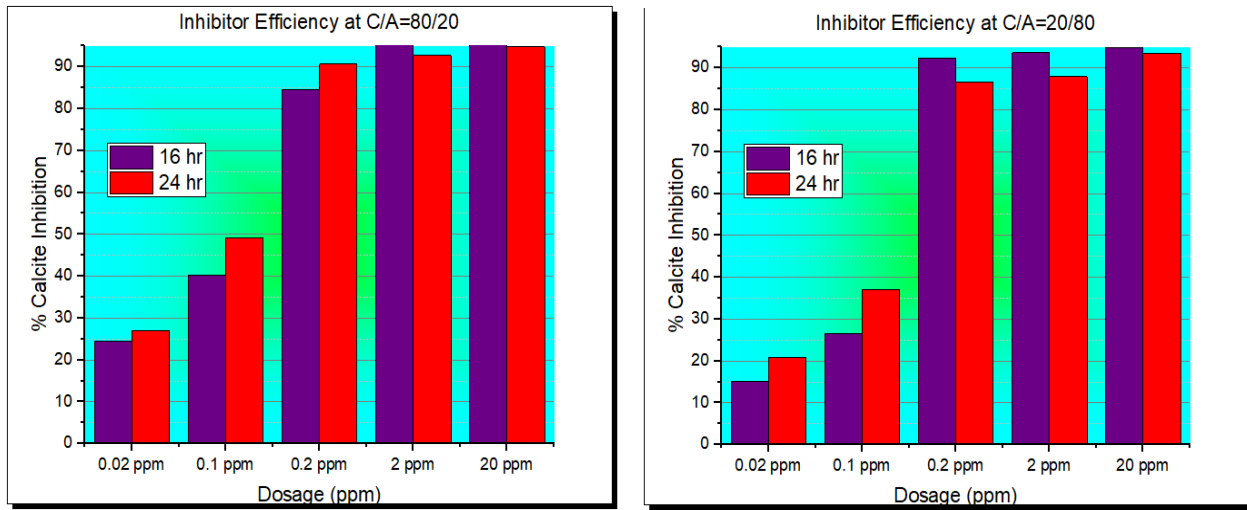 Inhibitor Efficiency at C/A=80/20
% Calcite Inhibition
90
80
70
60
50
40
30
20
10
0
16 hr
24 hr
0.02 ppm 0.1 ppm 0.2 ppm 2 ppm 20 ppm
Dosage (ppm)
Inhibitor Efficiency at C/A=20/80
% Calcite Inhibition
90
80
70
60
50
40
30
20
10
0
16 hr
24 hr
0.02 ppm 0.1 ppm 0.2 ppm 2 ppm 20 ppm
Dosage (ppm)